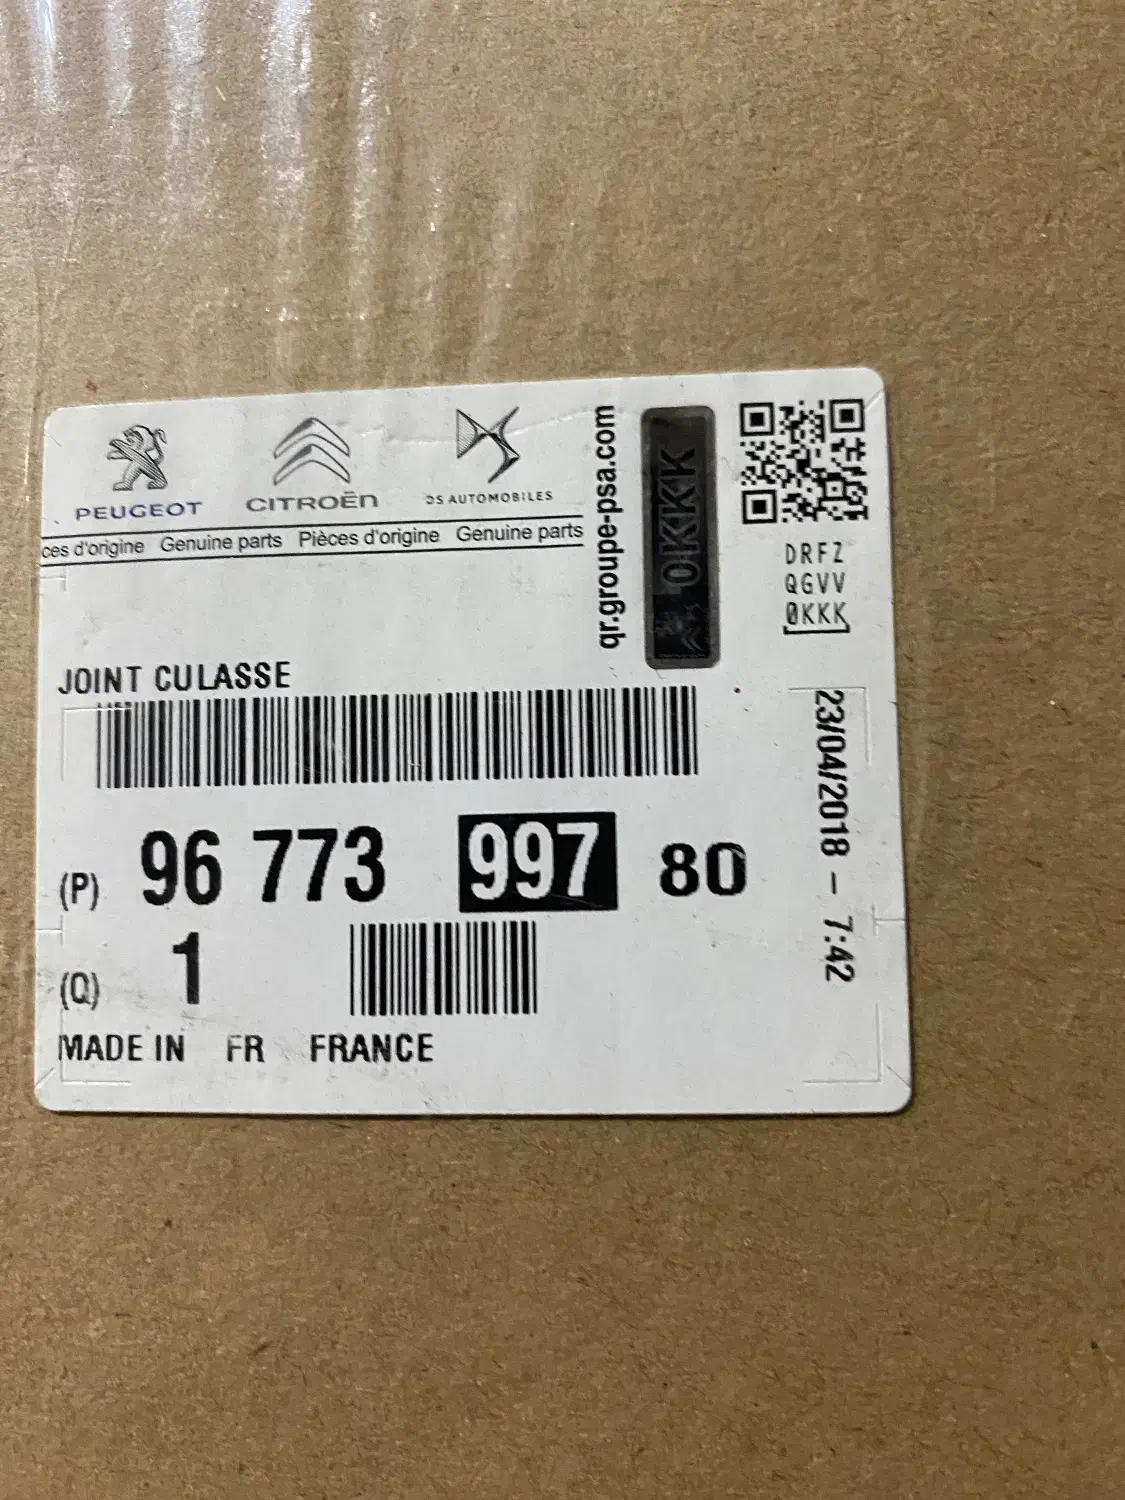 PEUGEOT CITROËN DS AUTOMOBILES
ces d'origine Genuine parts Pièces d'origine Genuine parts
qr.groupe-psa.com
0KKK
DRFZ
QGVV
0KKK
JOINT CULASSE
23/04/2018 - 7:42
(P) 96 773 997 80
(Q) 1
MADE IN FR FRANCE